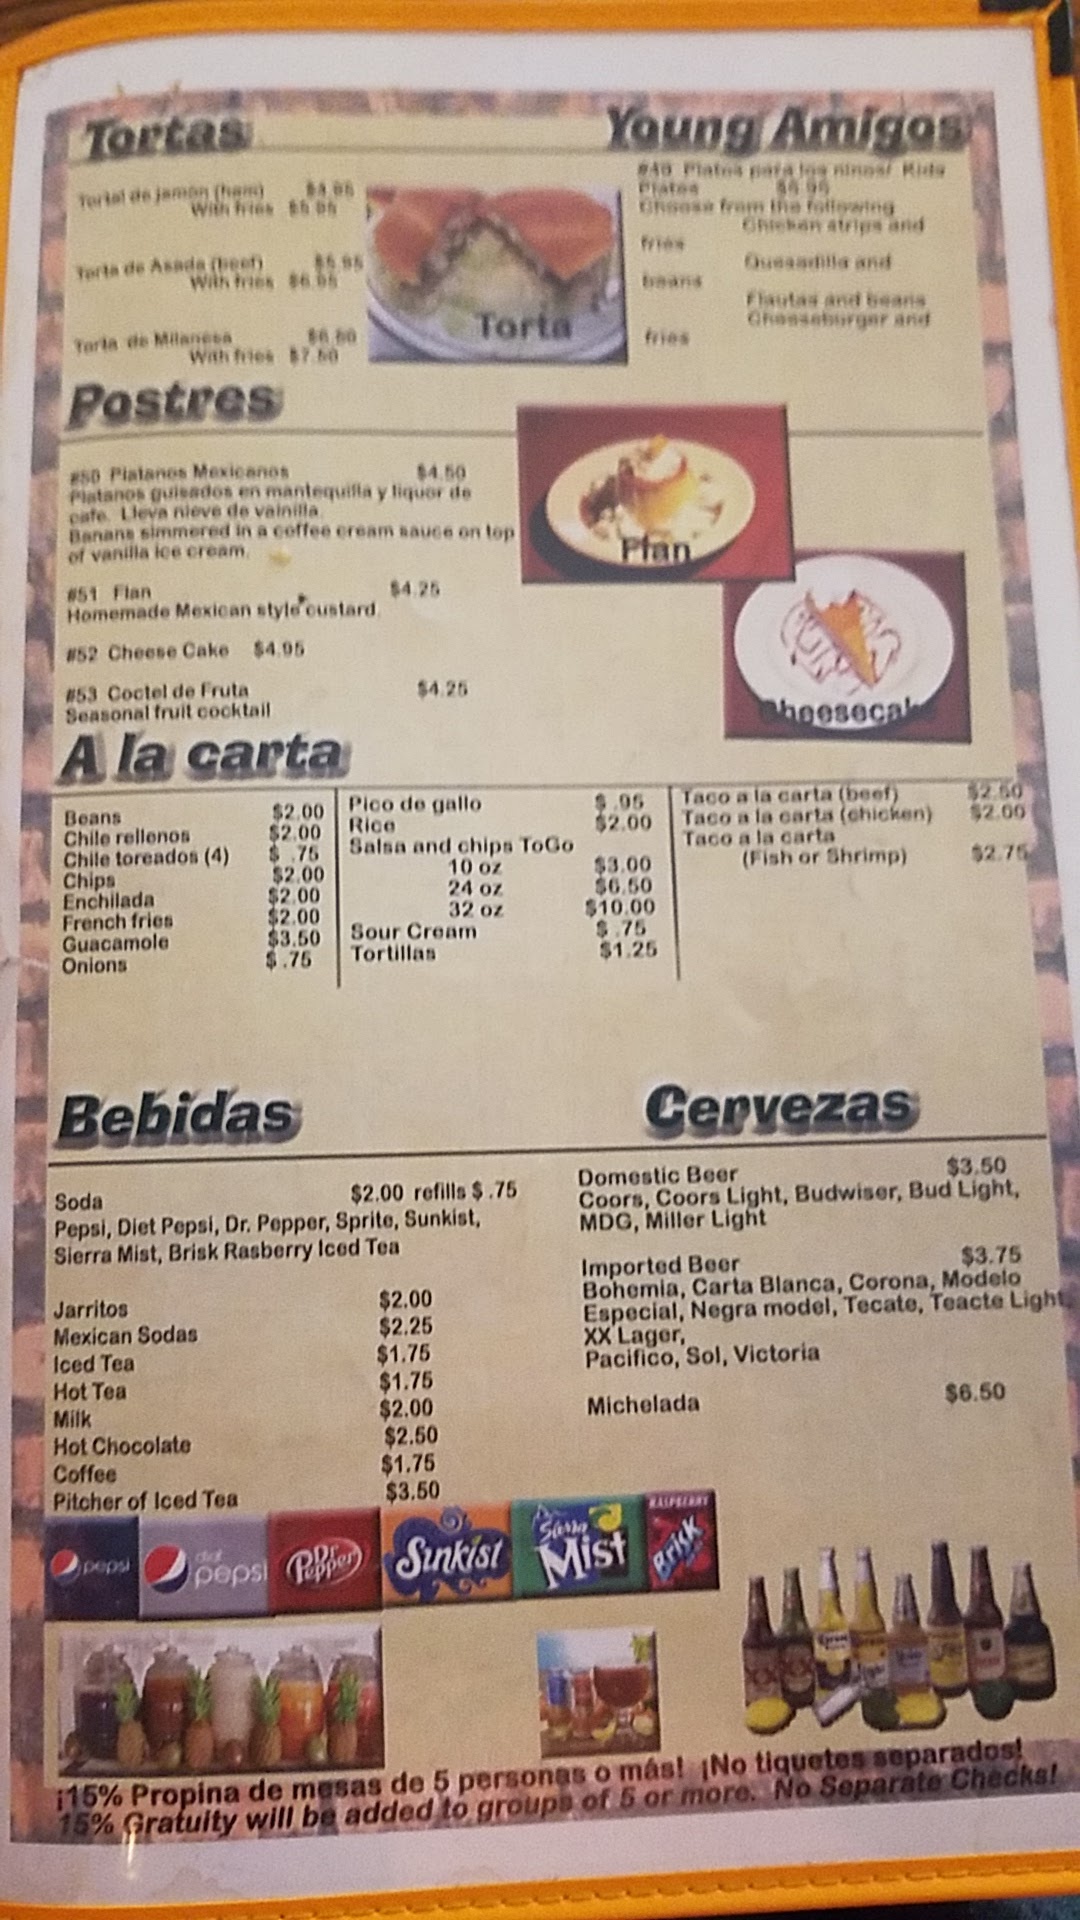 Tortas
Young Amigos
Tortal de jamon (ham) $4.95
With fries $5.95
Torta de Asada (beef) $5.95
With fries $6.95
Torta de Milanesa $6.50
With fries $7.50
Torta
Platos para los ninos/ Kids
Plates
Choose from the following
Chicken strips and
fries
Quesadilla and
beans
Flautas and beans
Cheeseburger and
fries
Postres
#50 Platanos Mexicanos $4.50
Platanos guisados en mantequilla y liquor de
cafe. Lleva nieve de vainilla.
Banans simmered in a coffee cream sauce on top
of vanilla ice cream.
#51 Flan $4.25
Homemade Mexican style custard.
#52 Cheese Cake $4.95
#53 Coctel de Fruta $4.25
Seasonal fruit cocktail
Flan
Cheesecake
A la carta
Beans $2.00
Chile rellenos $2.00
Chile toreados (4) $ .75
Chips $2.00
Enchilada $2.00
French fries $2.00
Guacamole $3.50
Onions $ .75
Pico de gallo $ .95
Rice $2.00
Salsa and chips ToGo
10 oz $3.00
24 oz $6.50
32 oz $10.00
Sour Cream $ .75
Tortillas $1.25
Taco a la carta (beef) $2.50
Taco a la carta (chicken) $2.00
Taco a la carta
(Fish or Shrimp) $2.75
Bebidas
Soda $2.00 refills $ .75
Pepsi, Diet Pepsi, Dr. Pepper, Sprite, Sunkist,
Sierra Mist, Brisk Rasberry Iced Tea
Jarritos $2.00
Mexican Sodas $2.25
Iced Tea $1.75
Hot Tea $1.75
Milk $2.00
Hot Chocolate $2.50
Coffee $1.75
Pitcher of Iced Tea $3.50
Cervezas
Domestic Beer $3.50
Coors, Coors Light, Budwiser, Bud Light,
MDG, Miller Light
Imported Beer $3.75
Bohemia, Carta Blanca, Corona, Modelo
Especial, Negra model, Tecate, Teacte Light,
XX Lager,
Pacifico, Sol, Victoria
Michelada $6.50
pepsi
diet
pepsi
Dr
Pepper
Sunkist
Sierra
Mist
RASPBERRY
Brisk
¡15% Propina de mesas de 5 personas o más! ¡No tiquetes separados!
15% Gratuity will be added to groups of 5 or more. No Separate Checks!